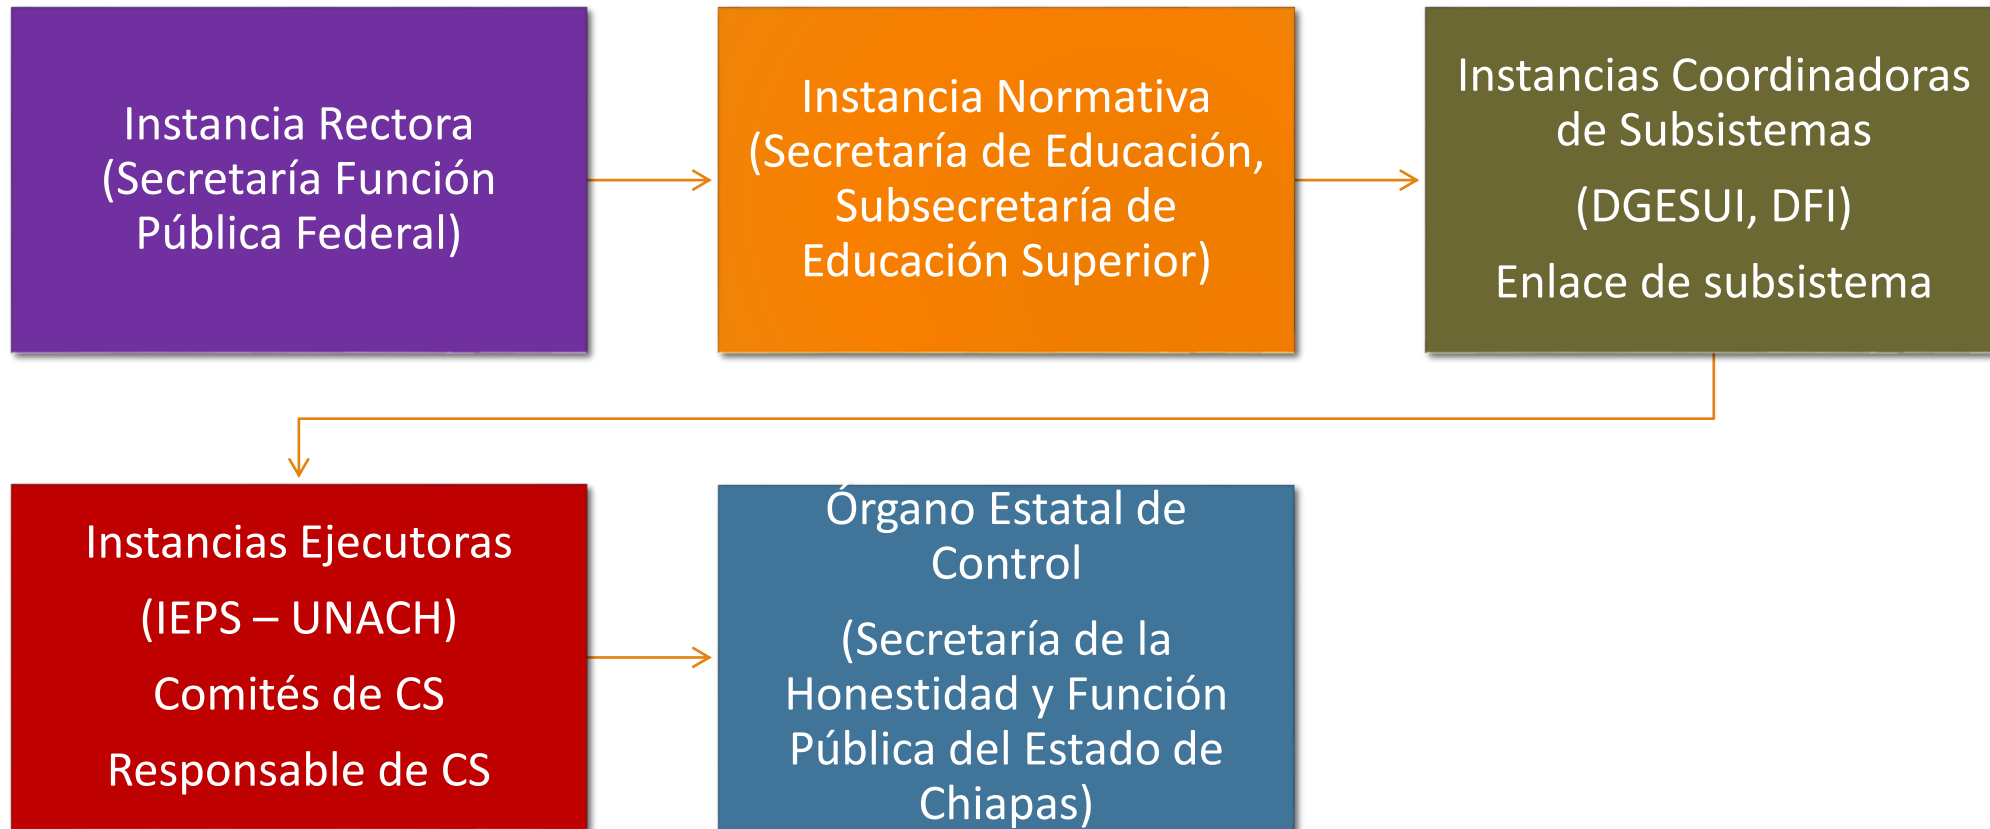 Instancia Rectora
(Secretaría Función
Pública Federal)
Instancia Normativa
(Secretaría de Educación,
Subsecretaría de
Educación Superior)
Instancias Coordinadoras
de Subsistemas
(DGESUI, DFI)
Enlace de subsistema
Instancias Ejecutoras
(IEPS – UNACH)
Comités de CS
Responsable de CS
Órgano Estatal de
Control
(Secretaría de la
Honestidad y Función
Pública del Estado de
Chiapas)